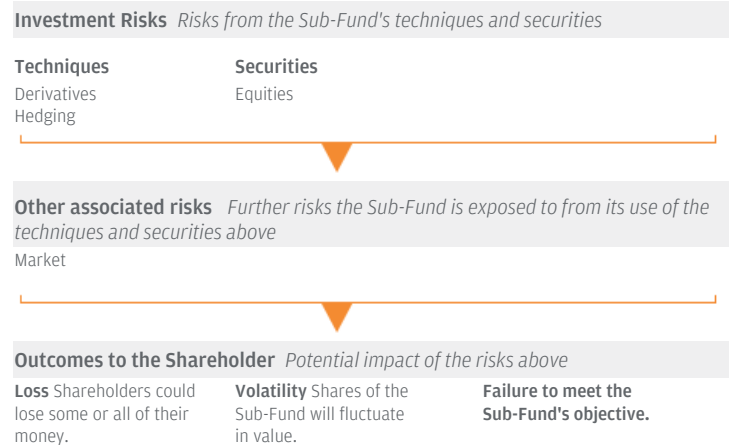 Investment Risks Risks from the Sub-Fund's techniques and securities
Techniques Securities
Derivatives Equities
Hedging
Other associated risks Further risks the Sub-Fund is exposed to from its use of the
techniques and securities above
Market
Outcomes to the Shareholder Potential impact of the risks above
Loss Shareholders could
lose some or all of their
money.
Volatility Shares of the
Sub-Fund will fluctuate
in value.
Failure to meet the
Sub-Fund's objective.